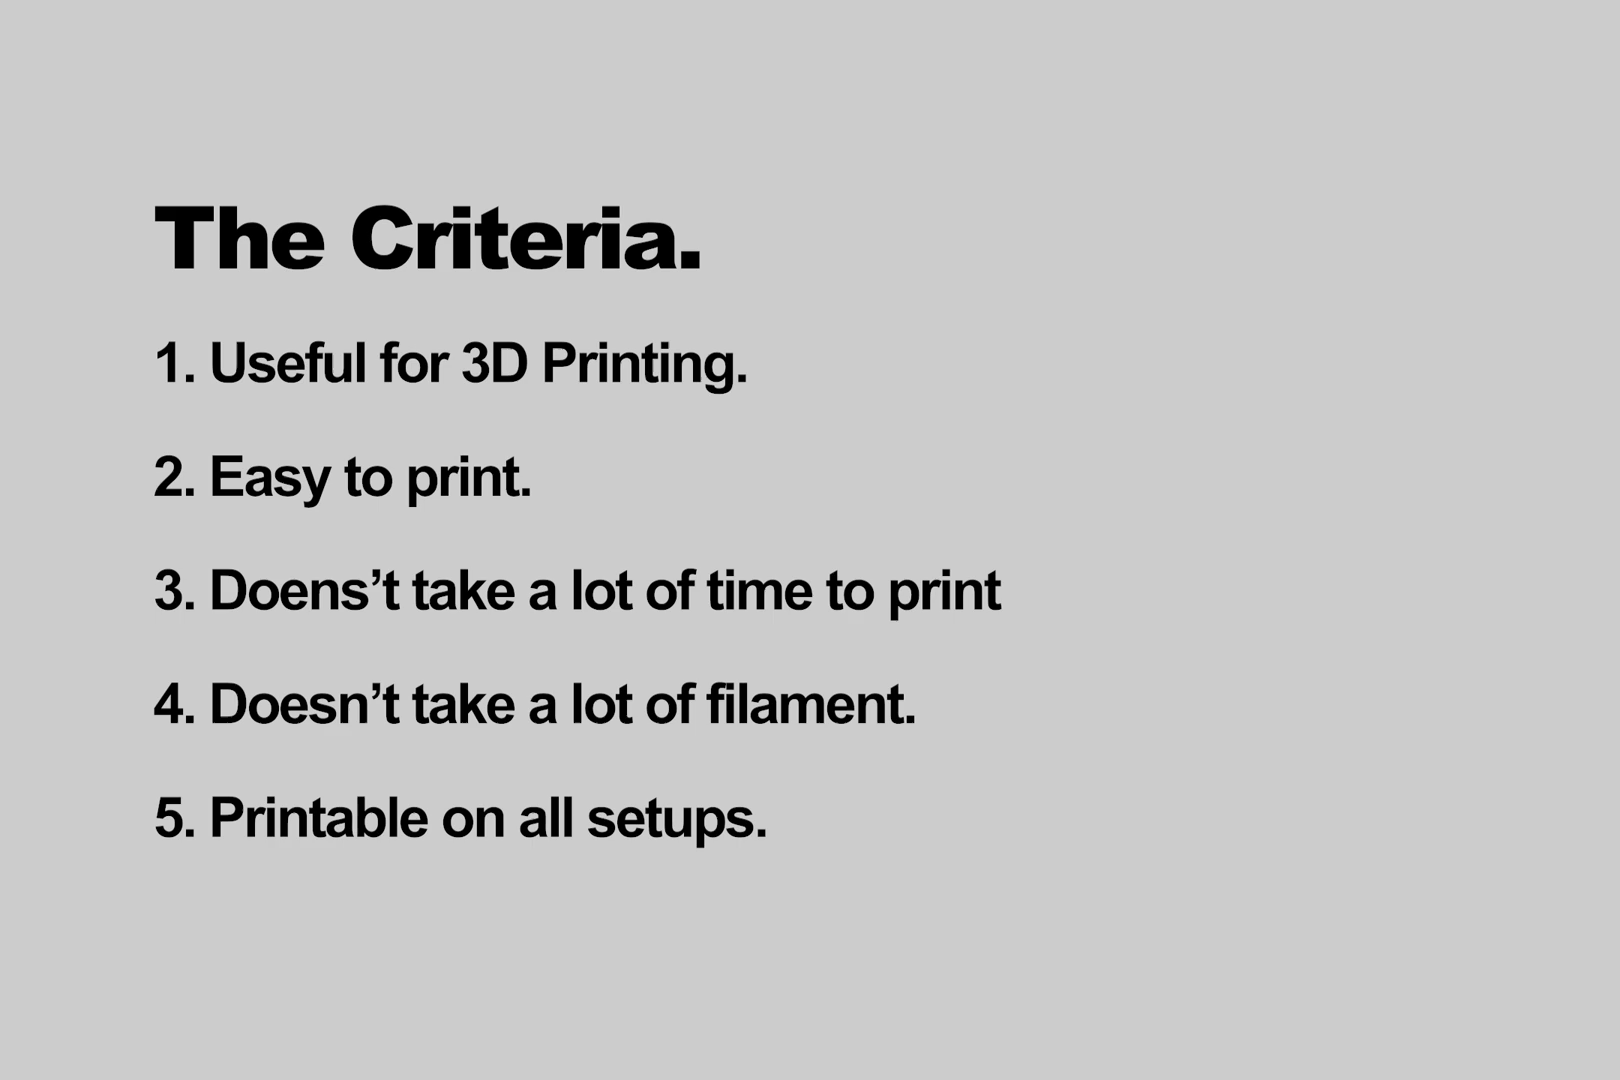 The Criteria.
1. Useful for 3D Printing.
2. Easy to print.
3. Doens’t take a lot of time to print
4. Doesn’t take a lot of filament.
5. Printable on all setups.